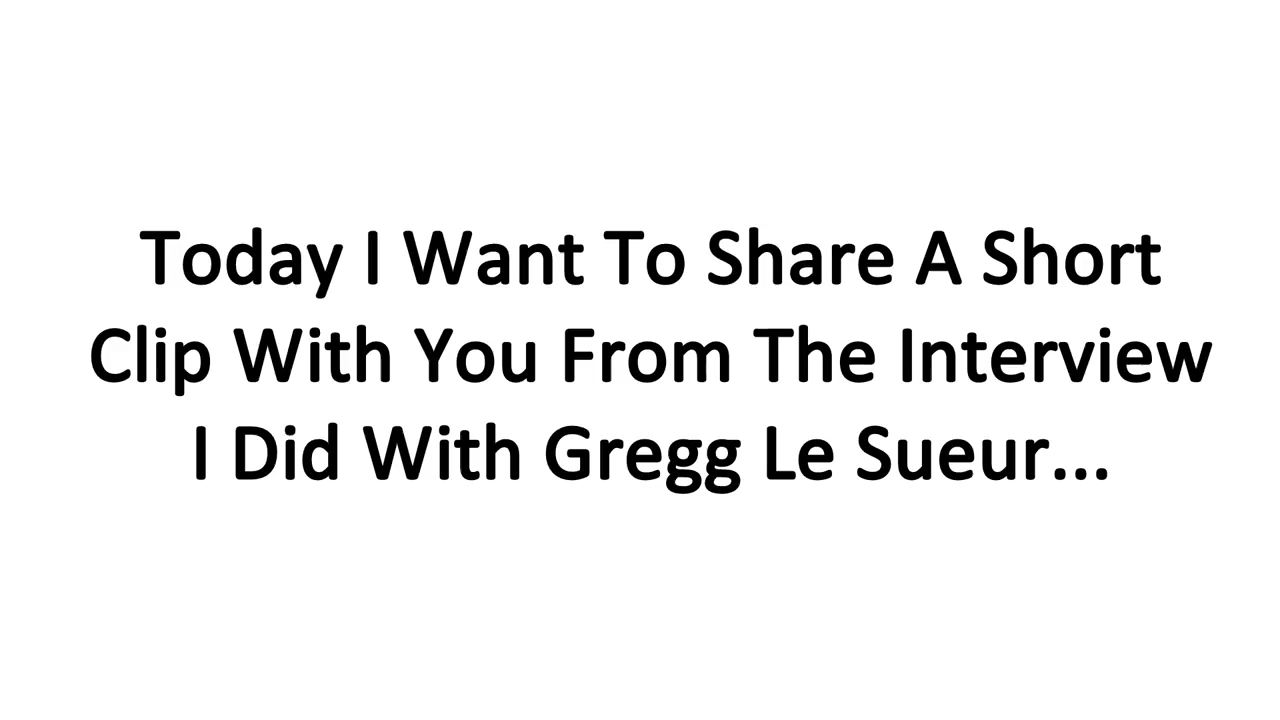 Today I Want To Share A Short
Clip With You From The Interview
I Did With Gregg Le Sueur...